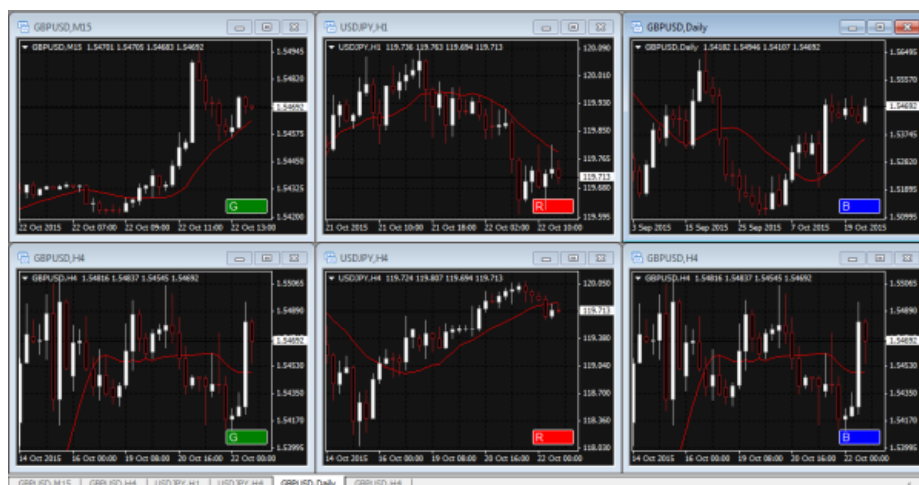 GBPUSD,M15
GBPUSD,M15 1.54701 1.54705 1.54683 1.54692
1.54945
1.54820
1.54692
1.54575
1.54450
1.54325
1.54200
G
22 Oct 2015 22 Oct 07:00 22 Oct 09:00 22 Oct 11:00 22 Oct 13:00
USDJPY,H1
USDJPY,H1 119.736 119.763 119.694 119.713
120.090
120.010
119.930
119.850
119.765
119.713
119.680
119.595
R
21 Oct 2015 21 Oct 10:00 21 Oct 18:00 22 Oct 02:00 22 Oct 10:00
GBPUSD,Daily
GBPUSD,Daily 1.54182 1.54946 1.54107 1.54692
1.56495
1.55570
1.54692
1.53720
1.52820
1.51895
1.50995
B
3 Sep 2015 15 Sep 2015 25 Sep 2015 7 Oct 2015 19 Oct 2015
GBPUSD,H4
GBPUSD,H4 1.54816 1.54837 1.54545 1.54692
1.55065
1.54890
1.54692
1.54530
1.54350
1.54170
1.53995
G
14 Oct 2015 16 Oct 00:00 19 Oct 08:00 20 Oct 16:00 22 Oct 00:00
USDJPY,H4
USDJPY,H4 119.724 119.807 119.694 119.713
120.050
119.713
119.380
119.040
118.700
118.360
118.030
R
14 Oct 2015 16 Oct 00:00 19 Oct 08:00 20 Oct 16:00 22 Oct 00:00
GBPUSD,H4
GBPUSD,H4 1.54816 1.54837 1.54545 1.54692
1.55065
1.54890
1.54692
1.54530
1.54350
1.54170
1.53995
B
14 Oct 2015 16 Oct 00:00 19 Oct 08:00 20 Oct 16:00 22 Oct 00:00
GBPUSD,M15 GBPUSD,H4 USDJPY,H1 USDJPY,H4 GBPUSD,Daily GBPUSD,H4